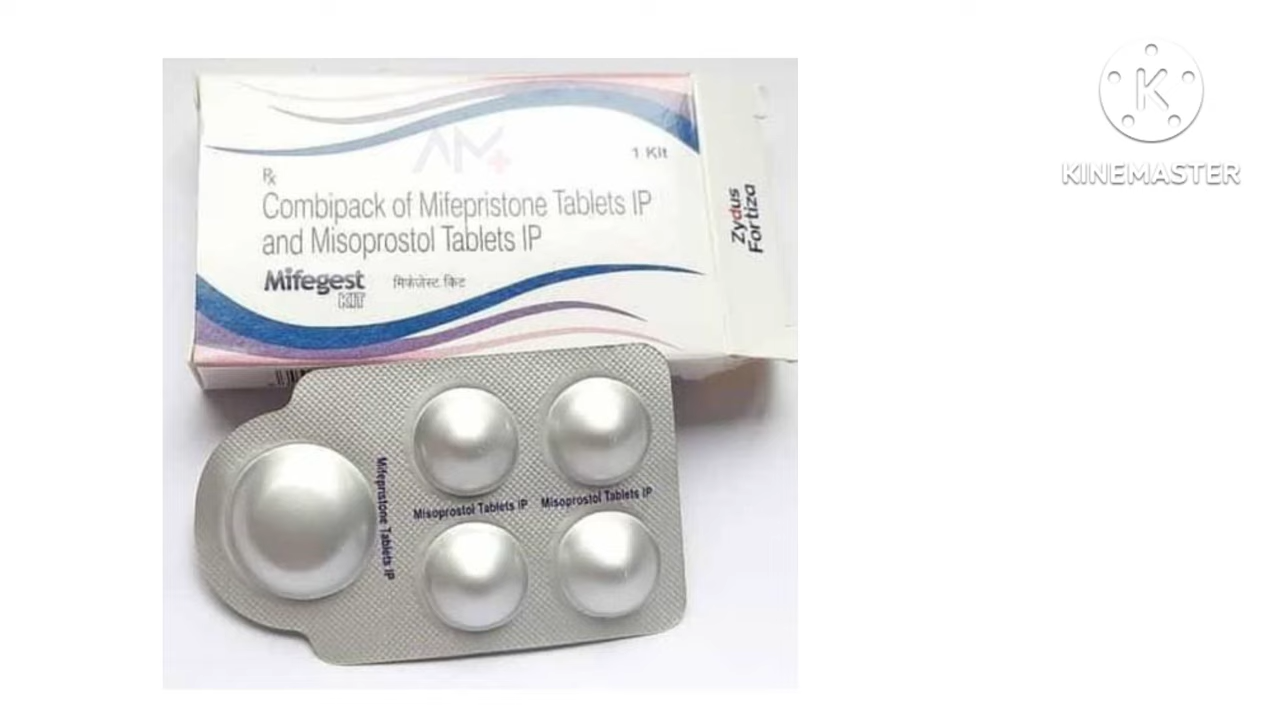 K
KINEMASTER
AM+
1 Kit
Rx
Combipack of Mifepristone Tablets IP
and Misoprostol Tablets IP
Mifegest
KIT
मिफेजेस्ट किट
Zydus
Fortiza
Mifepristone Tablets IP
Misoprostol Tablets IP
Misoprostol Tablets IP